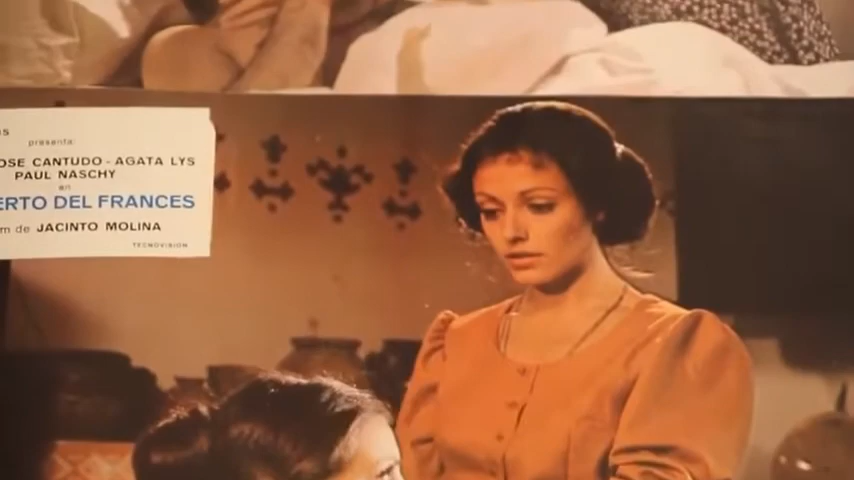 presenta:
OSE CANTUDO - AGATA LYS
PAUL NASCHY
en
ERTO DEL FRANCES
m de JACINTO MOLINA
TECNOVISION